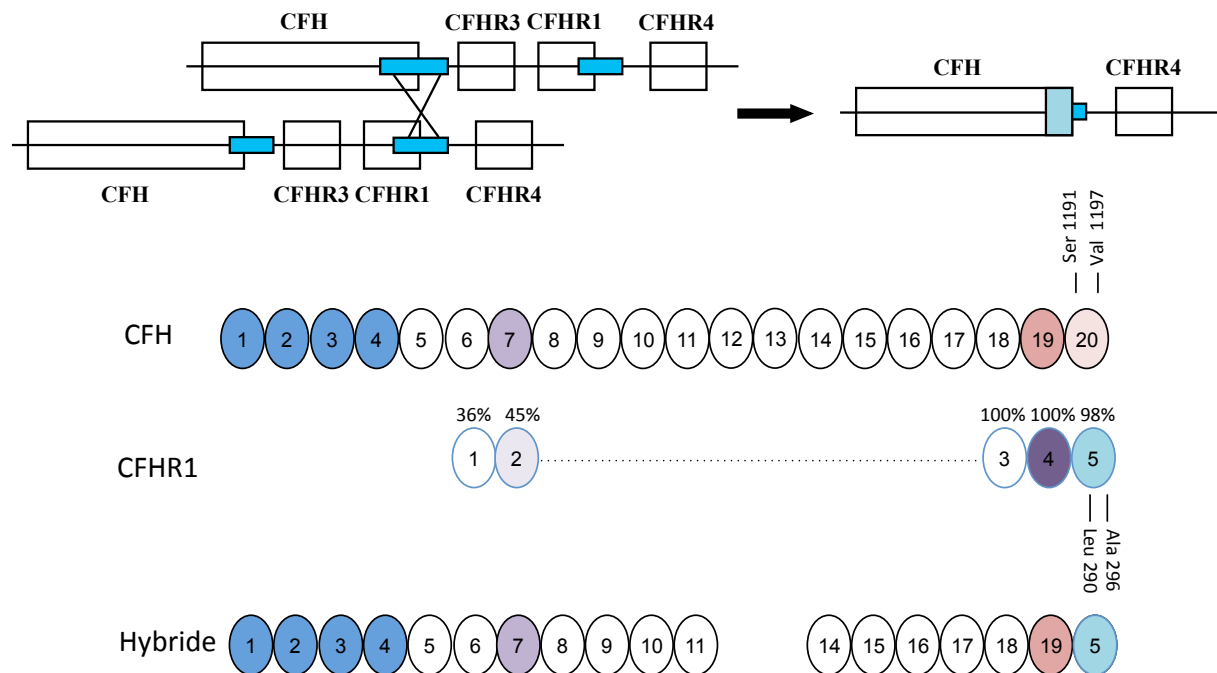 CFH
CFHR3
CFHR1
CFHR4
CFH
CFHR4
CFH
CFHR3
CFHR1
CFHR4
Ser 1191
Val 1197
CFH
1 2 3 4 5 6 7 8 9 10 11 12 13 14 15 16 17 18 19 20
36% 45% 100% 100% 98%
CFHR1
1 2 3 4 5
Leu 290
Ala 296
Hybride
1 2 3 4 5 6 7 8 9 10 11 14 15 16 17 18 19 5